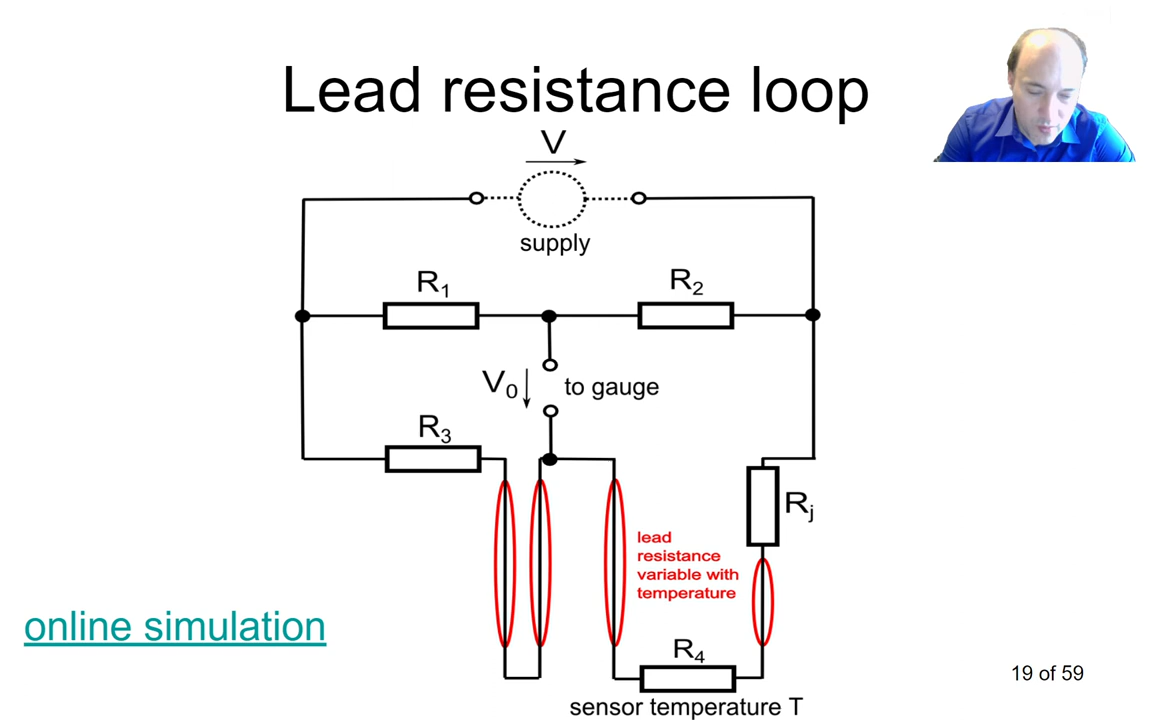 Lead resistance loop
V
supply
R1
R2
V0
to gauge
R3
Rj
lead
resistance
variable with
temperature
online simulation
R4
19 of 59
sensor temperature T